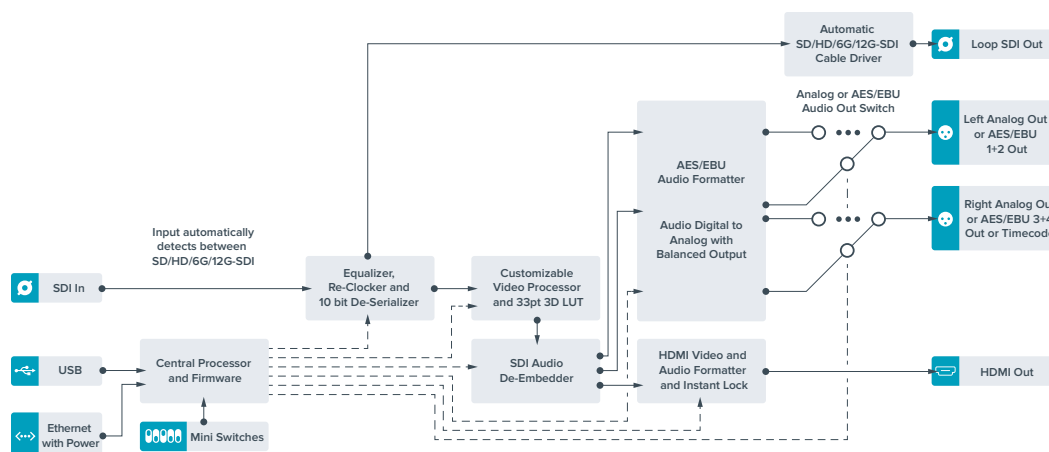 Automatic
SD/HD/6G/12G-SDI
Cable Driver
Loop SDI Out
Analog or AES/EBU
Audio Out Switch
Left Analog Out
or AES/EBU
1+2 Out
AES/EBU
Audio Formatter
Audio Digital to
Analog with
Balanced Output
Right Analog
or AES/EBU
Out or Timecode
Input automatically
detects between
SD/HD/6G/12G-SDI
SDI In
Equalizer,
Re-Clocker and
10 bit De-Serializer
Customizable
Video Processor
and 33pt 3D LUT
USB
Central Processor
and Firmware
SDI Audio
De-Embedder
HDMI Video and
Audio Formatter
and Instant Lock
HDMI Out
Ethernet
with Power
Mini Switches